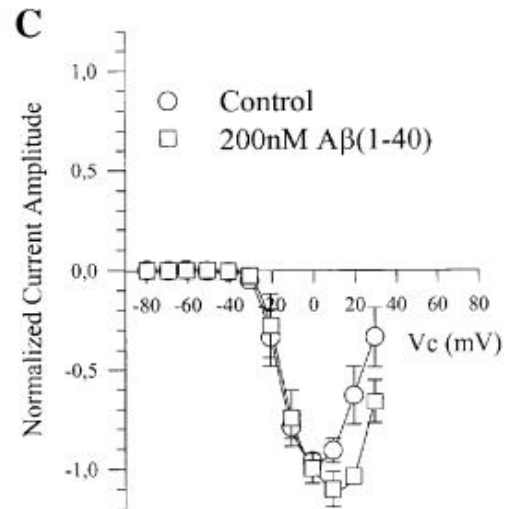 C
1,0
Control
200nM Aβ(1-40)
0,5
Normalized Current Amplitude
0,0
-80 -60 -40 -20 0 20 40 60 80
Vc (mV)
-0,5
-1,0